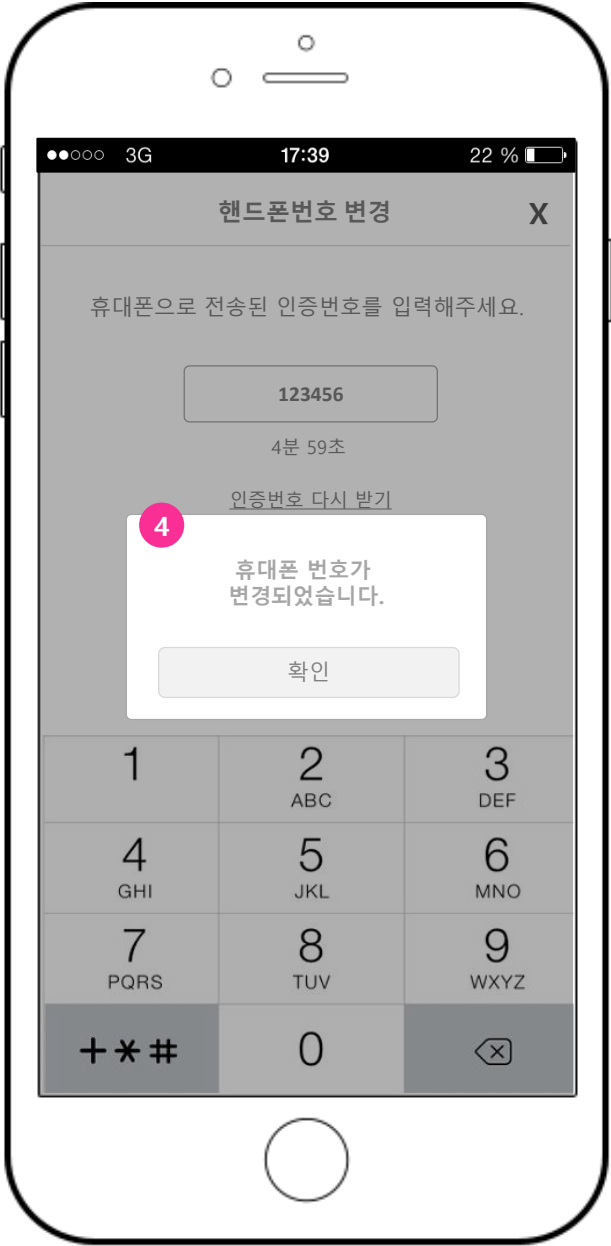 3G 17:39 22 %
핸드폰번호 변경 X
휴대폰으로 전송된 인증번호를 입력해주세요.
123456
4분 59초
인증번호 다시 받기
4
휴대폰 번호가
변경되었습니다.
확인
1 2 3
ABC DEF
4 5 6
GHI JKL MNO
7 8 9
PQRS TUV WXYZ
+*# 0